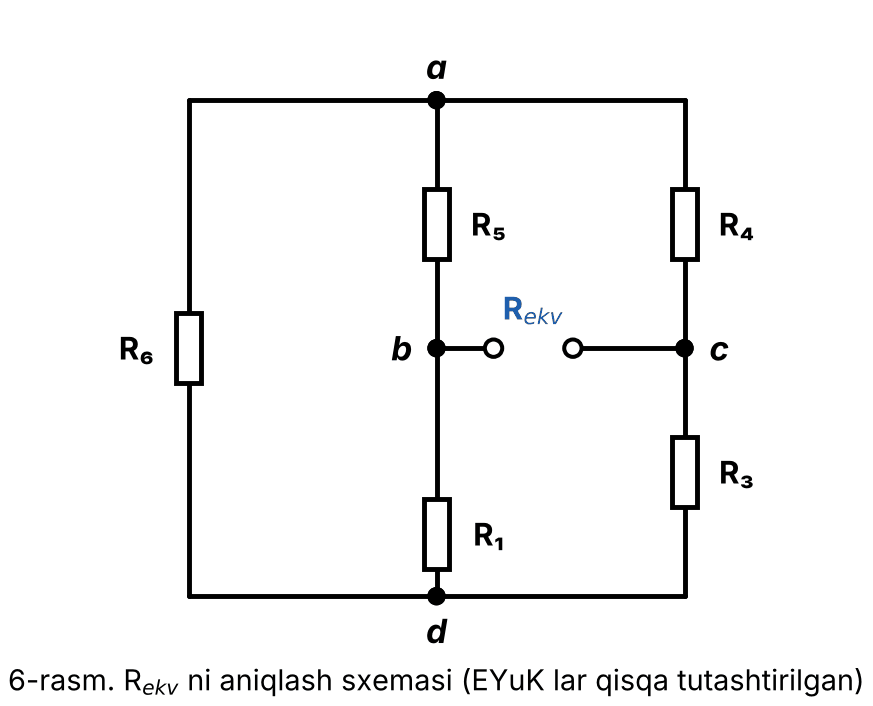 a
R₅
R₄
Rekv
b
c
R₆
R₃
R₁
d
6-rasm. Rekv ni aniqlash sxemasi (EYuK lar qisqa tutashtirilgan)